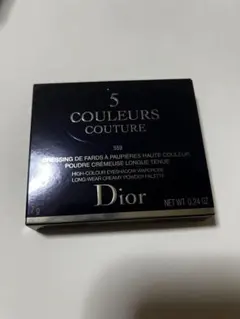 5
COULEURS
COUTURE
DRESSING DE FARDS À PAUPIÈRES HAUTE COULEUR
POUDRE CRÉMEUSE LONGUE TENUE
HIGH-COLOUR EYESHADOW WARDROBE
LONG-WEAR CREAMY POWDER PALETTE
Dior
7 g
NET WT 0.24 OZ